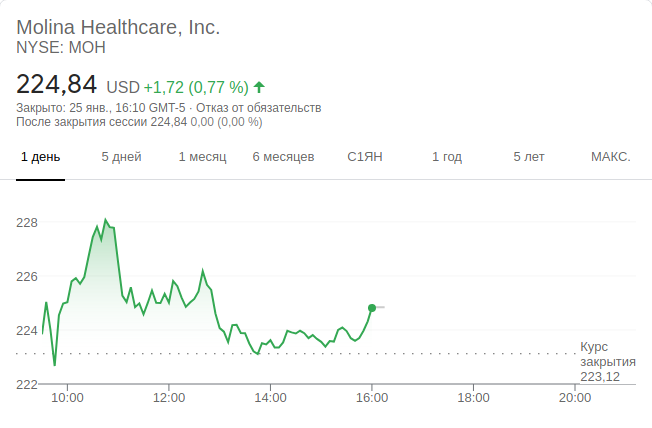 Molina Healthcare, Inc.
NYSE: MOH
224,84 USD +1,72 (0,77 %)
Закрыто: 25 янв., 16:10 GMT-5 · Отказ от обязательств
После закрытия сессии 224,84 0,00 (0,00 %)
1 день 5 дней 1 месяц 6 месяцев С1ЯН 1 год 5 лет МАКС.
228
226
224
222
Курс
закрытия
223,12
10:00 12:00 14:00 16:00 18:00 20:00